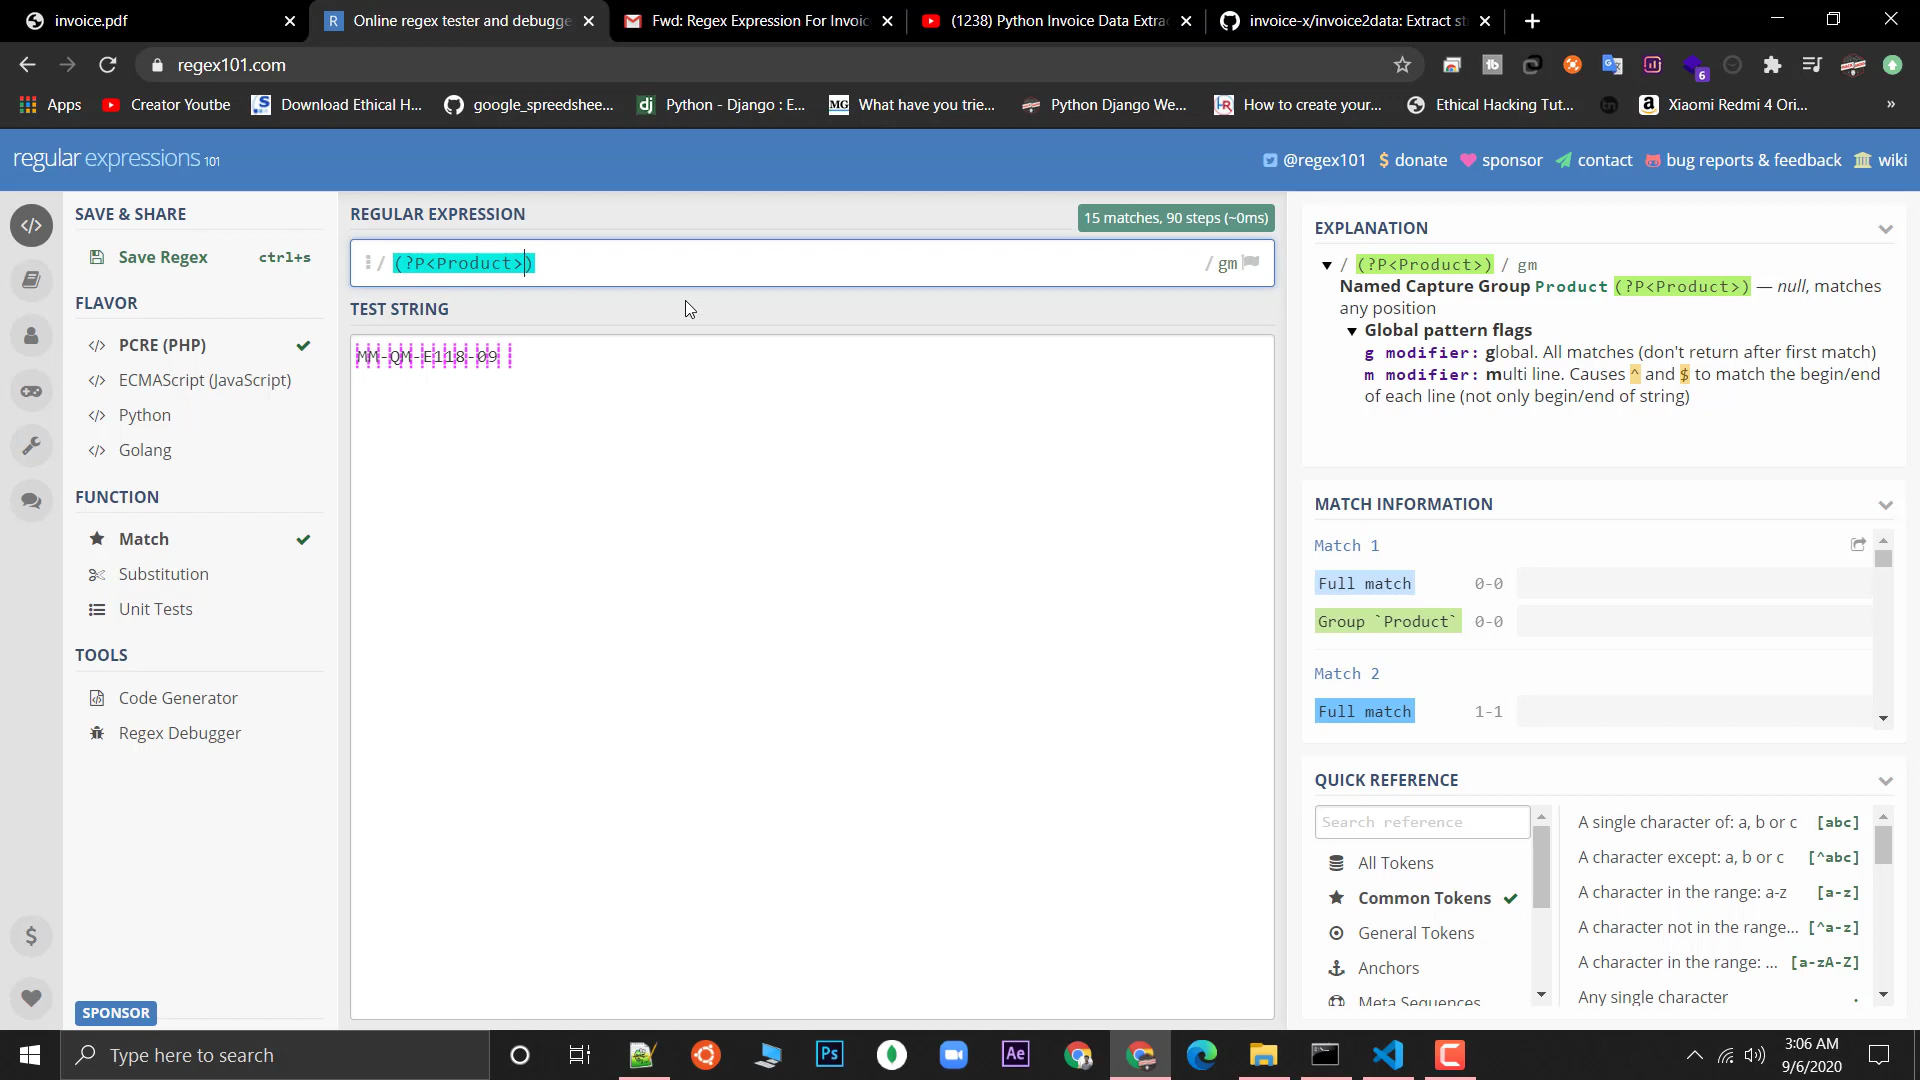 invoice.pdf
Online regex tester and debugge
Fwd: Regex Expression For Invoic
(1238) Python Invoice Data Extrac
invoice-x/invoice2data: Extract st
regex101.com
6
Apps
Creator Youtbe
Download Ethical H...
google_spreedshee...
Python - Django : E...
What have you trie...
Python Django We...
How to create your...
Ethical Hacking Tut...
Xiaomi Redmi 4 Ori...
»
regular expressions 101
@regex101
$ donate
sponsor
contact
bug reports & feedback
wiki
SAVE & SHARE
Save Regex ctrl+s
FLAVOR
</> PCRE (PHP)
</> ECMAScript (JavaScript)
</> Python
</> Golang
FUNCTION
Match
Substitution
Unit Tests
TOOLS
Code Generator
Regex Debugger
SPONSOR
REGULAR EXPRESSION
15 matches, 90 steps (~0ms)
/ (?P<Product>) / gm
TEST STRING
MM-QM-E118-09
EXPLANATION
/ (?P<Product>) / gm
Named Capture Group Product (?P<Product>) — null, matches
any position
Global pattern flags
g modifier: global. All matches (don't return after first match)
m modifier: multi line. Causes ^ and $ to match the begin/end
of each line (not only begin/end of string)
MATCH INFORMATION
Match 1
Full match 0-0
Group `Product` 0-0
Match 2
Full match 1-1
QUICK REFERENCE
Search reference
All Tokens
Common Tokens
General Tokens
Anchors
Meta Sequences
A single character of: a, b or c [abc]
A character except: a, b or c [^abc]
A character in the range: a-z [a-z]
A character not in the range... [^a-z]
A character in the range: ... [a-zA-Z]
Any single character .
Type here to search
Ps
Ae
3:06 AM
9/6/2020